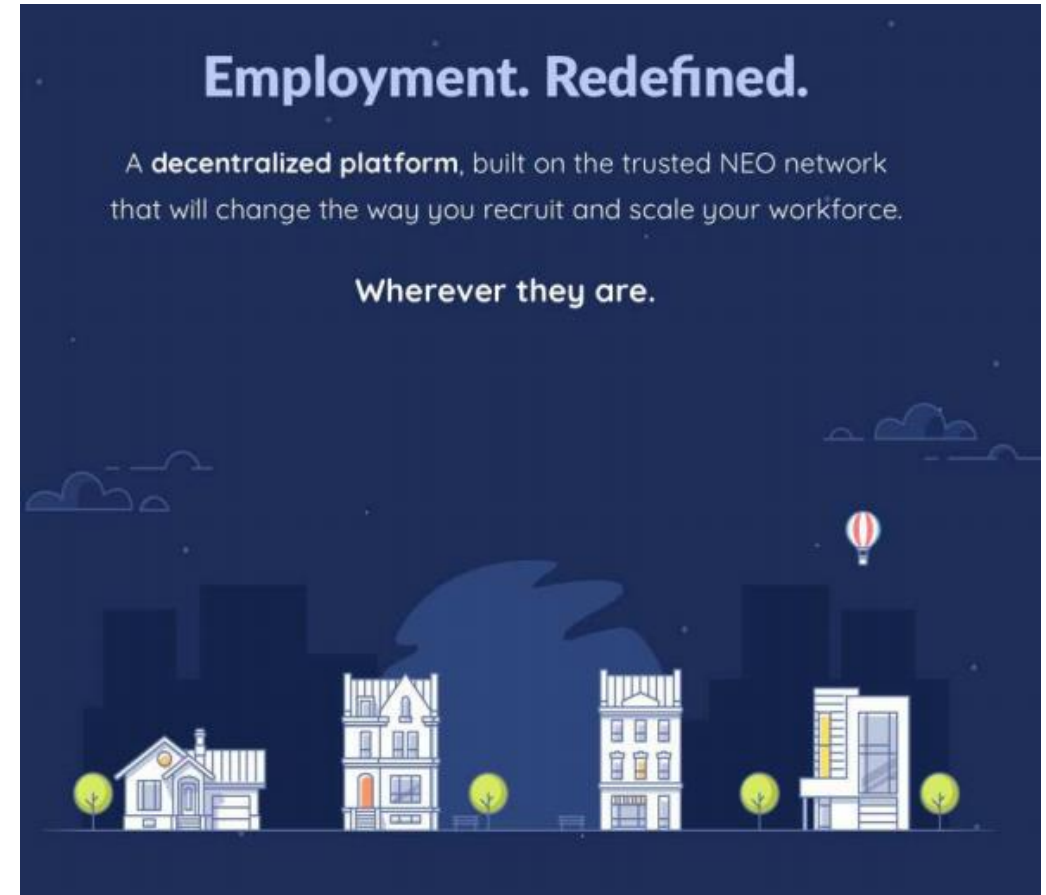 Employment. Redefined.
A decentralized platform, built on the trusted NEO network
that will change the way you recruit and scale your workforce.
Wherever they are.